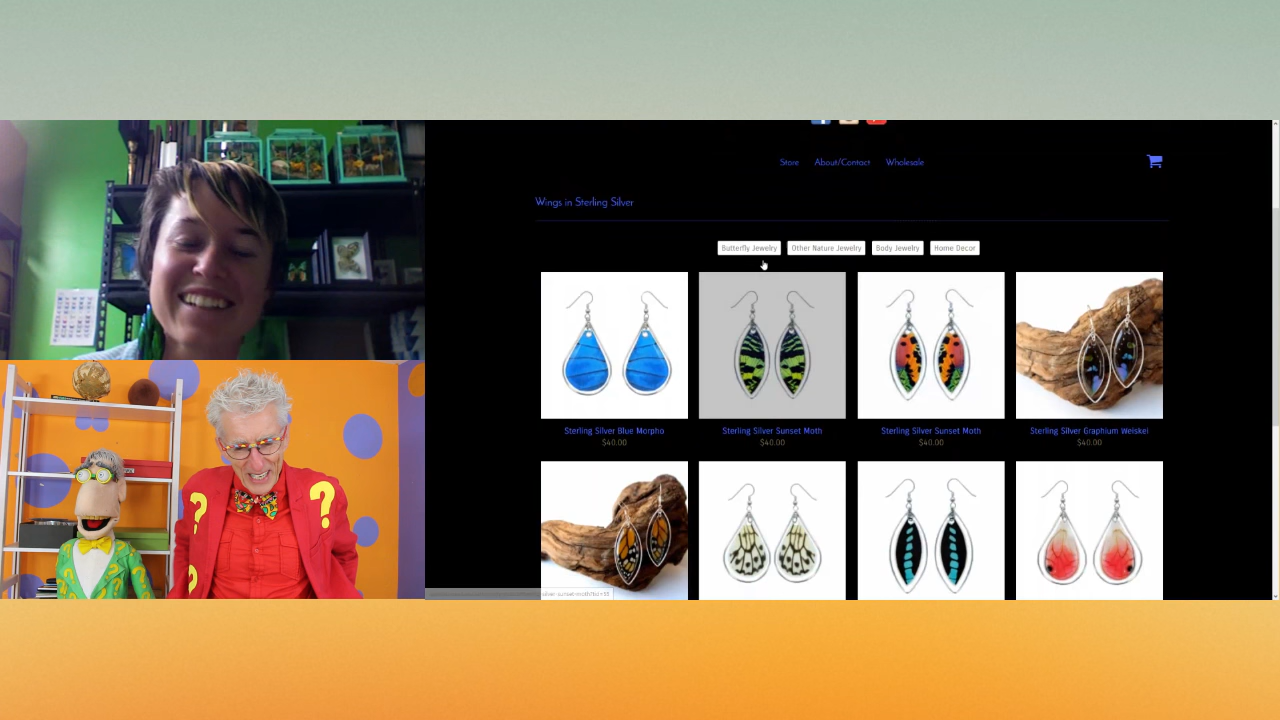 Store About/Contact Wholesale
Wings in Sterling Silver
Butterfly Jewelry Other Nature Jewelry Body Jewelry Home Decor
Sterling Silver Blue Morpho Sterling Silver Sunset Moth Sterling Silver Sunset Moth Sterling Silver Graphium Weiskei
$40.00 $40.00 $40.00 $40.00
? ?
?